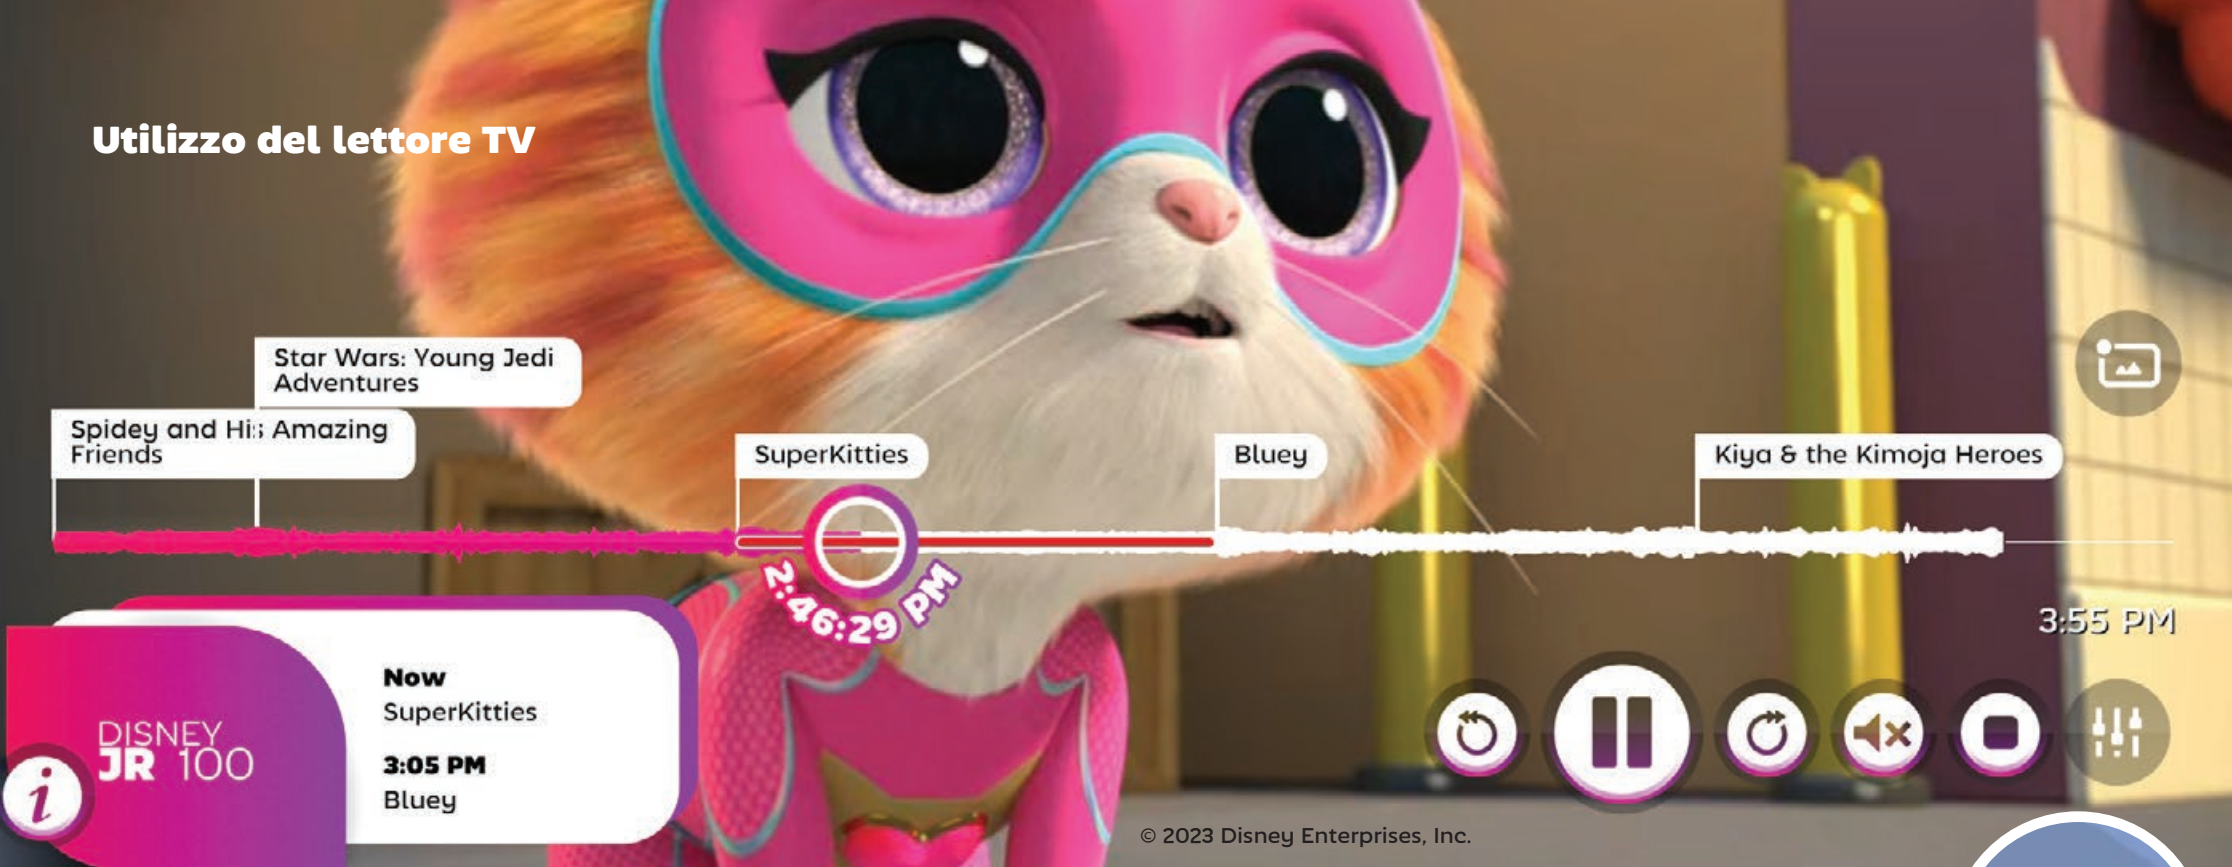 Utilizzo del lettore TV
Star Wars: Young Jedi
Adventures
Spidey and His Amazing
Friends
SuperKitties
Bluey
Kiya & the Kimoja Heroes
2:46:29 PM
3:55 PM
DISNEY
JR 100
i
Now
SuperKitties
3:05 PM
Bluey
© 2023 Disney Enterprises, Inc.